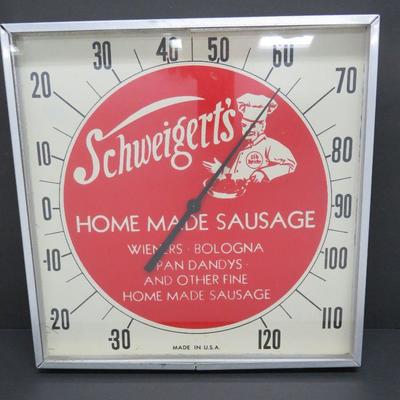 30 40 50 60
20 70
10 80
0 90
-10 100
-20 110
-30 120
Schweigert's
HOME MADE SAUSAGE
WIENERS · BOLOGNA
PAN DANDYS ·
AND OTHER FINE
HOME MADE SAUSAGE
MADE IN U.S.A.